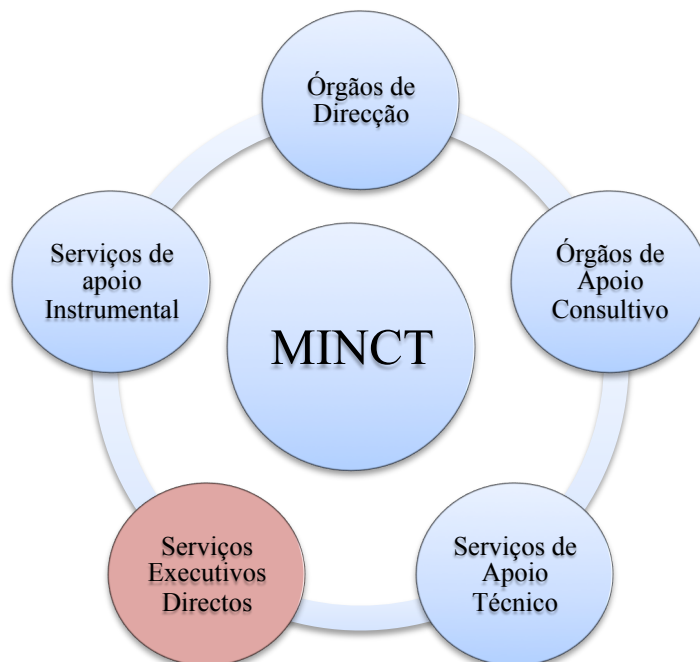 Órgãos de
Direcção
Serviços de
apoio
Instrumental
Órgãos de
Apoio
Consultivo
MINCT
Serviços
Executivos
Directos
Serviços de
Apoio
Técnico